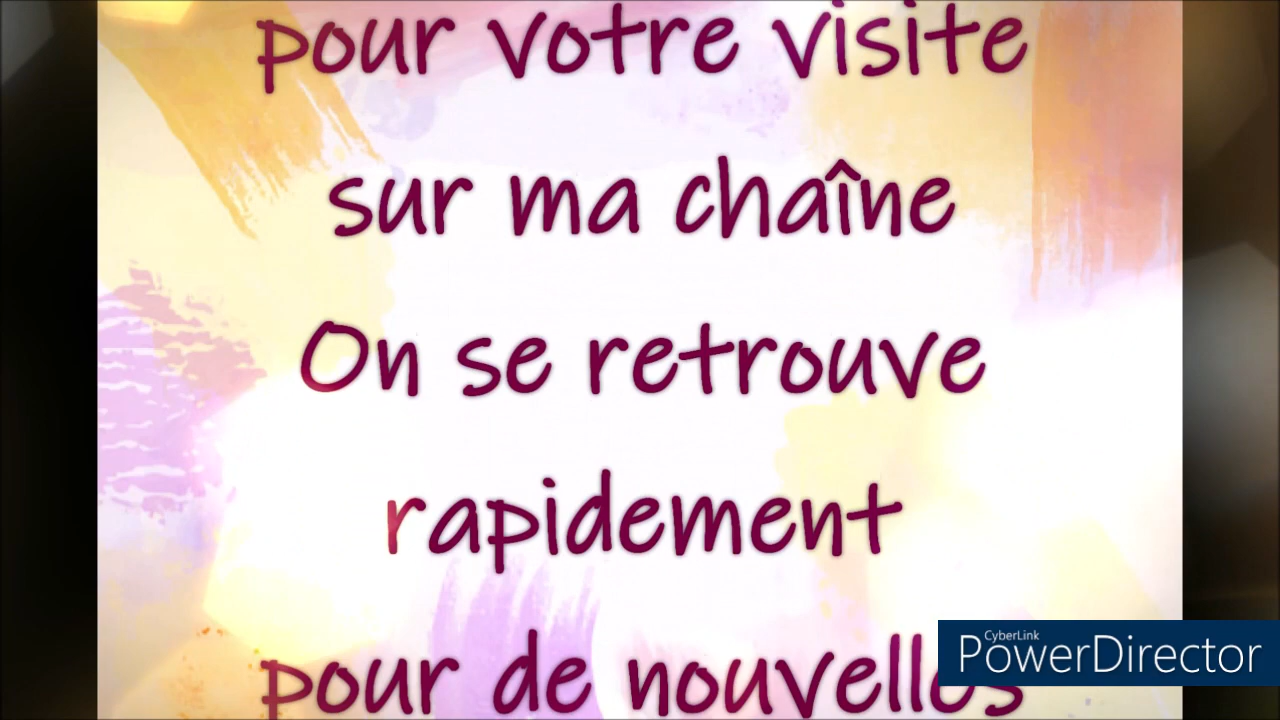 pour votre visite
sur ma chaîne
On se retrouve
rapidement
pour de nouvelles
CyberLink
PowerDirector